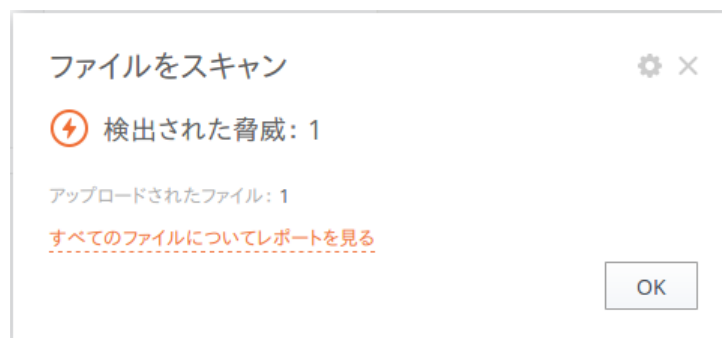 ファイルをスキャン
検出された脅威: 1
アップロードされたファイル: 1
すべてのファイルについてレポートを見る
OK